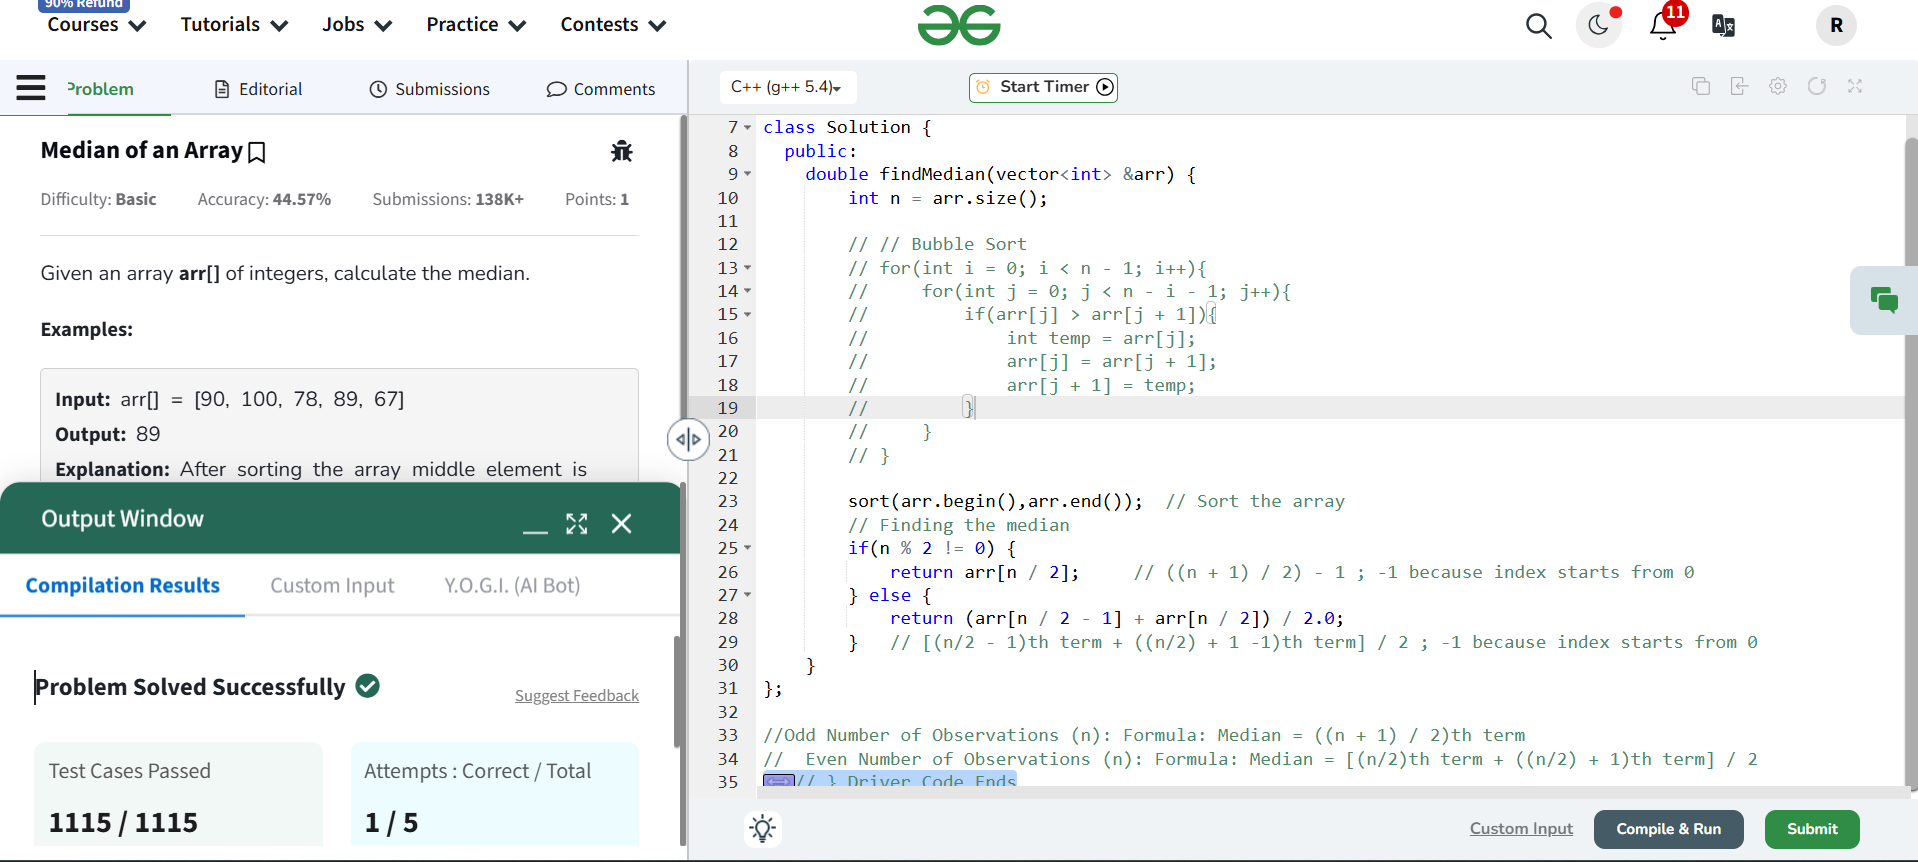 90% Refund
Courses Tutorials Jobs Practice Contests
11
R
Problem Editorial Submissions Comments
C++ (g++ 5.4)
Start Timer
Median of an Array
Difficulty: Basic Accuracy: 44.57% Submissions: 138K+ Points: 1
Given an array arr[] of integers, calculate the median.
Examples:
Input: arr[] = [90, 100, 78, 89, 67]
Output: 89
Explanation: After sorting the array middle element is
Output Window
Compilation Results Custom Input Y.O.G.I. (AI Bot)
Problem Solved Successfully
Suggest Feedback
Test Cases Passed
1115 / 1115
Attempts : Correct / Total
1 / 5
7 class Solution {
8   public:
9     double findMedian(vector<int> &arr) {
10         int n = arr.size();
11
12         // // Bubble Sort
13         // for(int i = 0; i < n - 1; i++){
14         //     for(int j = 0; j < n - i - 1; j++){
15         //         if(arr[j] > arr[j + 1]){
16         //             int temp = arr[j];
17         //             arr[j] = arr[j + 1];
18         //             arr[j + 1] = temp;
19         //         }
20         //     }
21         // }
22
23         sort(arr.begin(),arr.end());  // Sort the array
24         // Finding the median
25         if(n % 2 != 0) {
26             return arr[n / 2];     // ((n + 1) / 2) - 1 ; -1 because index starts from 0
27         } else {
28             return (arr[n / 2 - 1] + arr[n / 2]) / 2.0;
29         }   // [(n/2 - 1)th term + ((n/2) + 1 -1)th term] / 2 ; -1 because index starts from 0
30     }
31 };
32
33 //Odd Number of Observations (n): Formula: Median = ((n + 1) / 2)th term
34 //  Even Number of Observations (n): Formula: Median = [(n/2)th term + ((n/2) + 1)th term] / 2
35 // } Driver Code Ends
Custom Input Compile & Run Submit